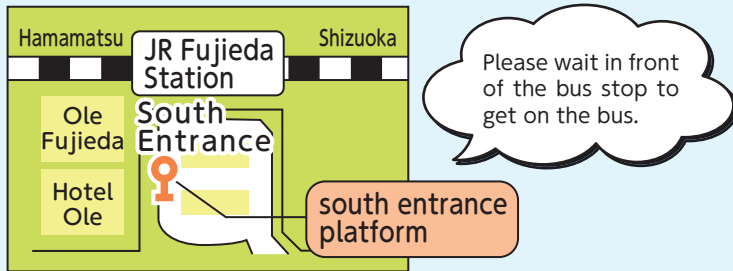 Hamamatsu
JR Fujieda
Station
Shizuoka
Ole
Fujieda
South
Entrance
Hotel
Ole
south entrance
platform
Please wait in front
of the bus stop to
get on the bus.